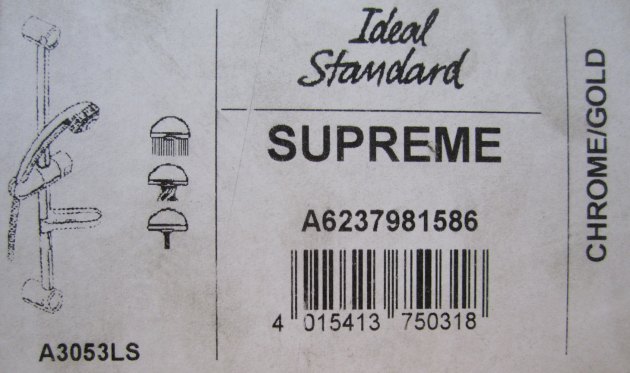 Ideal
Standard
SUPREME
A6237981586
4 015413 750318
A3053LS
CHROME/GOLD